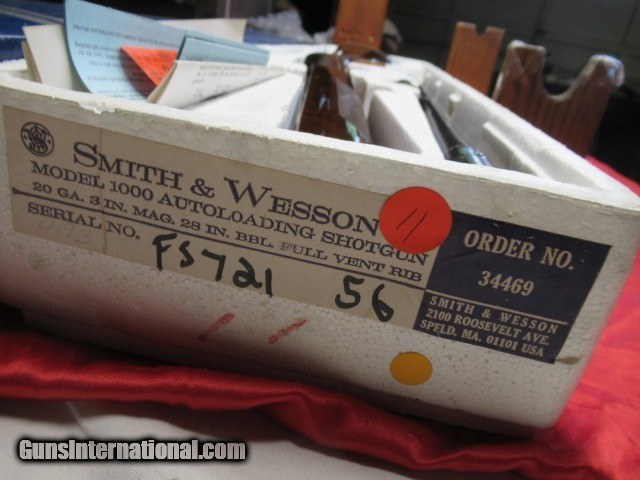 SMITH & WESSON
MODEL 1000 AUTOLOADING SHOTGUN
20 GA. 3 IN. MAG. 28 IN. BBL. FULL VENT RIB
SERIAL NO.
FS721 56
11
ORDER NO.
34469
SMITH & WESSON
2100 ROOSEVELT AVE.
SPFLD. MA. 01101 USA
GunsInternational.com